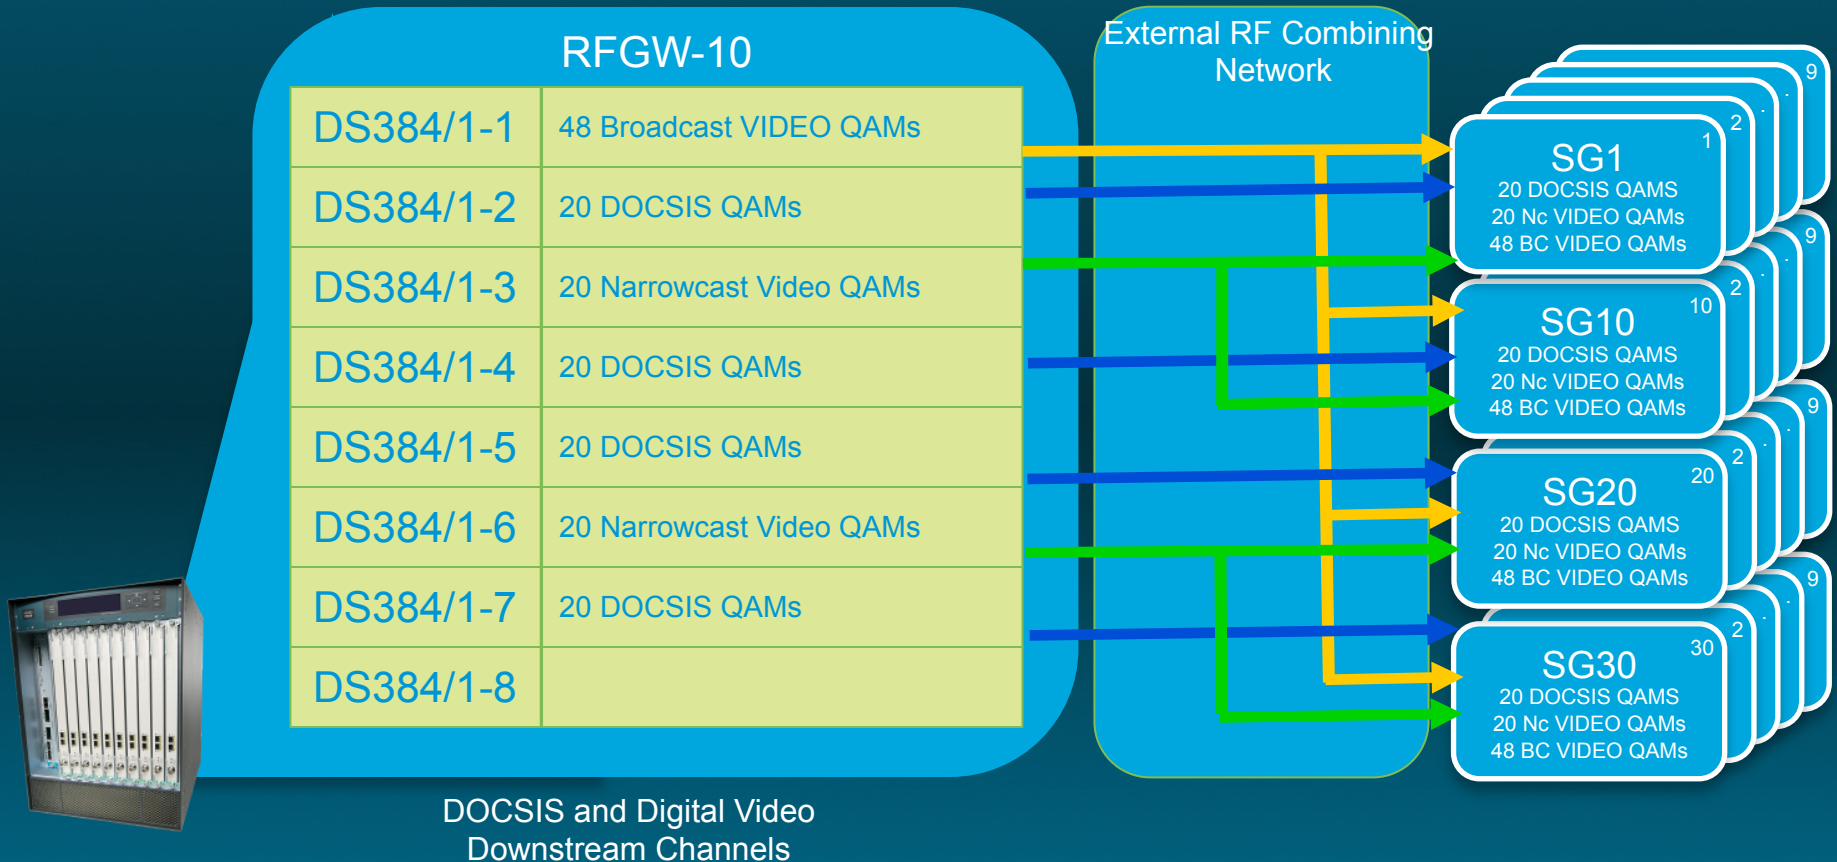 RFGW-10
DS384/1-1 48 Broadcast VIDEO QAMs
DS384/1-2 20 DOCSIS QAMs
DS384/1-3 20 Narrowcast Video QAMs
DS384/1-4 20 DOCSIS QAMs
DS384/1-5 20 DOCSIS QAMs
DS384/1-6 20 Narrowcast Video QAMs
DS384/1-7 20 DOCSIS QAMs
DS384/1-8
DOCSIS and Digital Video
Downstream Channels
External RF Combining
Network
9
.
.
2
1
SG1
20 DOCSIS QAMS
20 Nc VIDEO QAMs
48 BC VIDEO QAMs
9
.
.
2
10
SG10
20 DOCSIS QAMS
20 Nc VIDEO QAMs
48 BC VIDEO QAMs
9
.
.
2
20
SG20
20 DOCSIS QAMS
20 Nc VIDEO QAMs
48 BC VIDEO QAMs
9
.
.
2
30
SG30
20 DOCSIS QAMS
20 Nc VIDEO QAMs
48 BC VIDEO QAMs